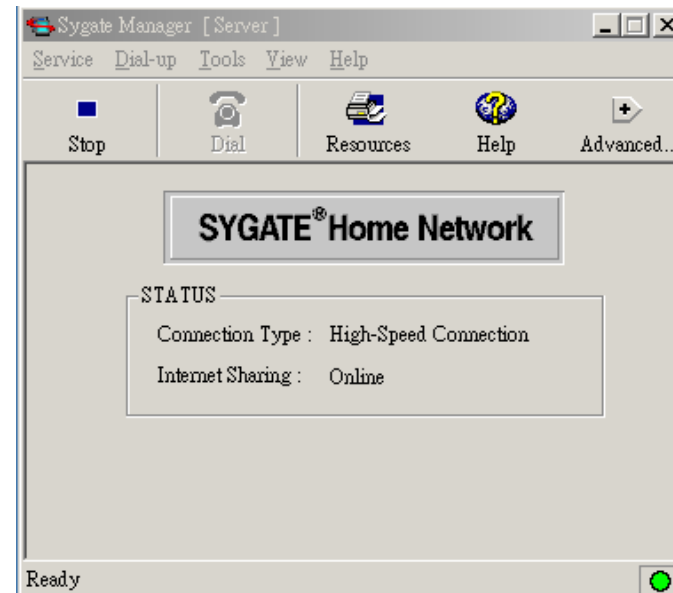 Sygate Manager [ Server ]
Service Dial-up Tools View Help
Stop Dial Resources Help Advanced..
SYGATE® Home Network
STATUS
Connection Type : High-Speed Connection
Internet Sharing : Online
Ready